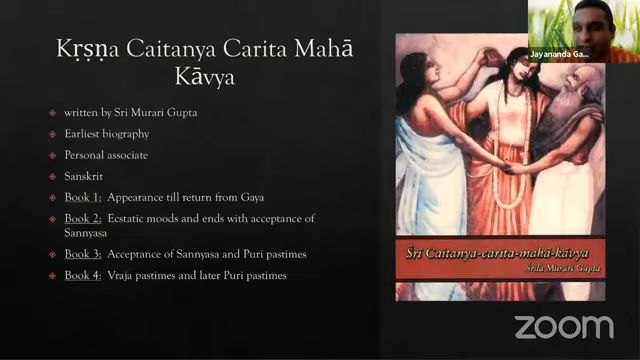 Kṛṣṇa Caitanya Carita Mahā
Kāvya
written by Sri Murari Gupta
Earliest biography
Personal associate
Sanskrit
Book 1: Appearance till return from Gaya
Book 2: Ecstatic moods and ends with acceptance of
Sannyasa
Book 3: Acceptance of Sannyasa and Puri pastimes
Book 4: Vraja pastimes and later Puri pastimes
Śrī Caitanya-carita-mahā-kāvya
Śrīla Murari Gupta
Jayananda Ga...
zoom